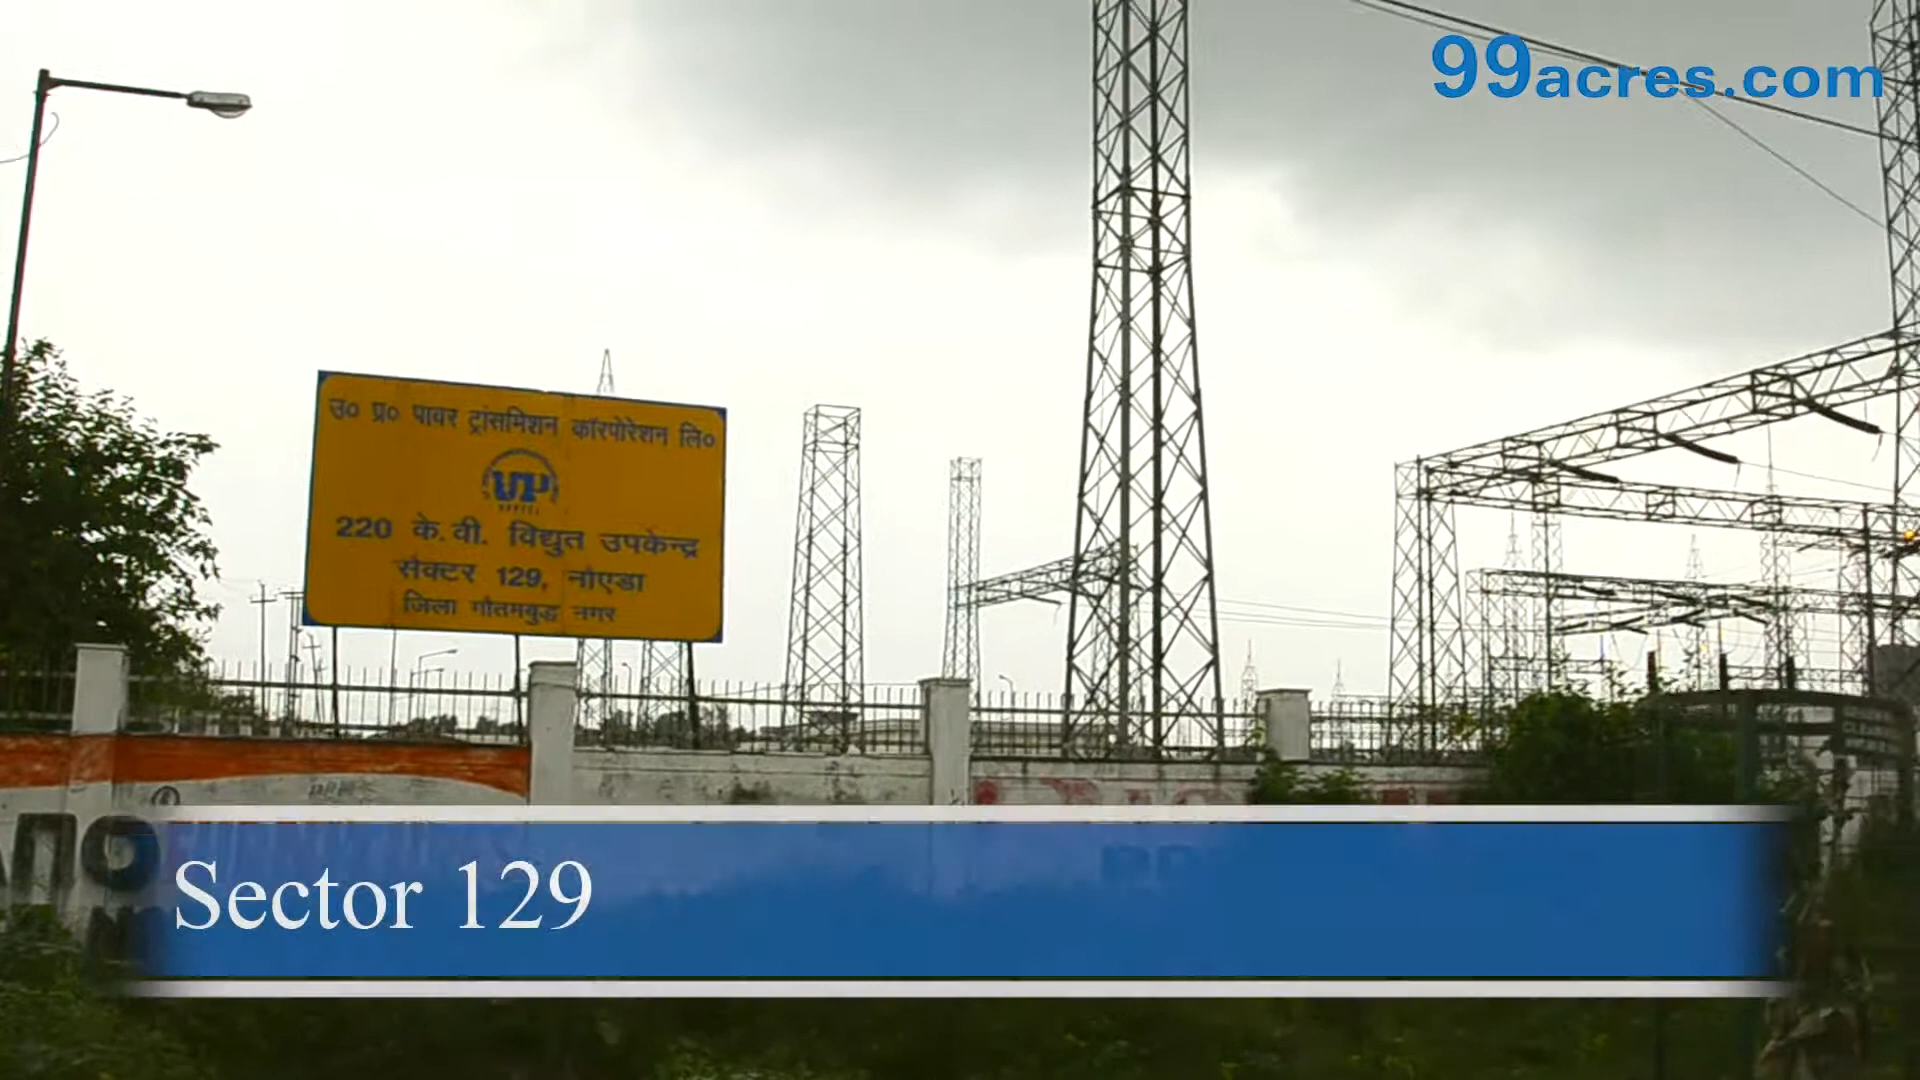 99acres.com
उ० प्र० पावर ट्रांसमिशन कॉरपोरेशन लि०
UP
220 के.वी. विद्युत उपकेन्द्र
सैक्टर 129, नौएडा
जिला गौतमबुद्ध नगर
Sector 129